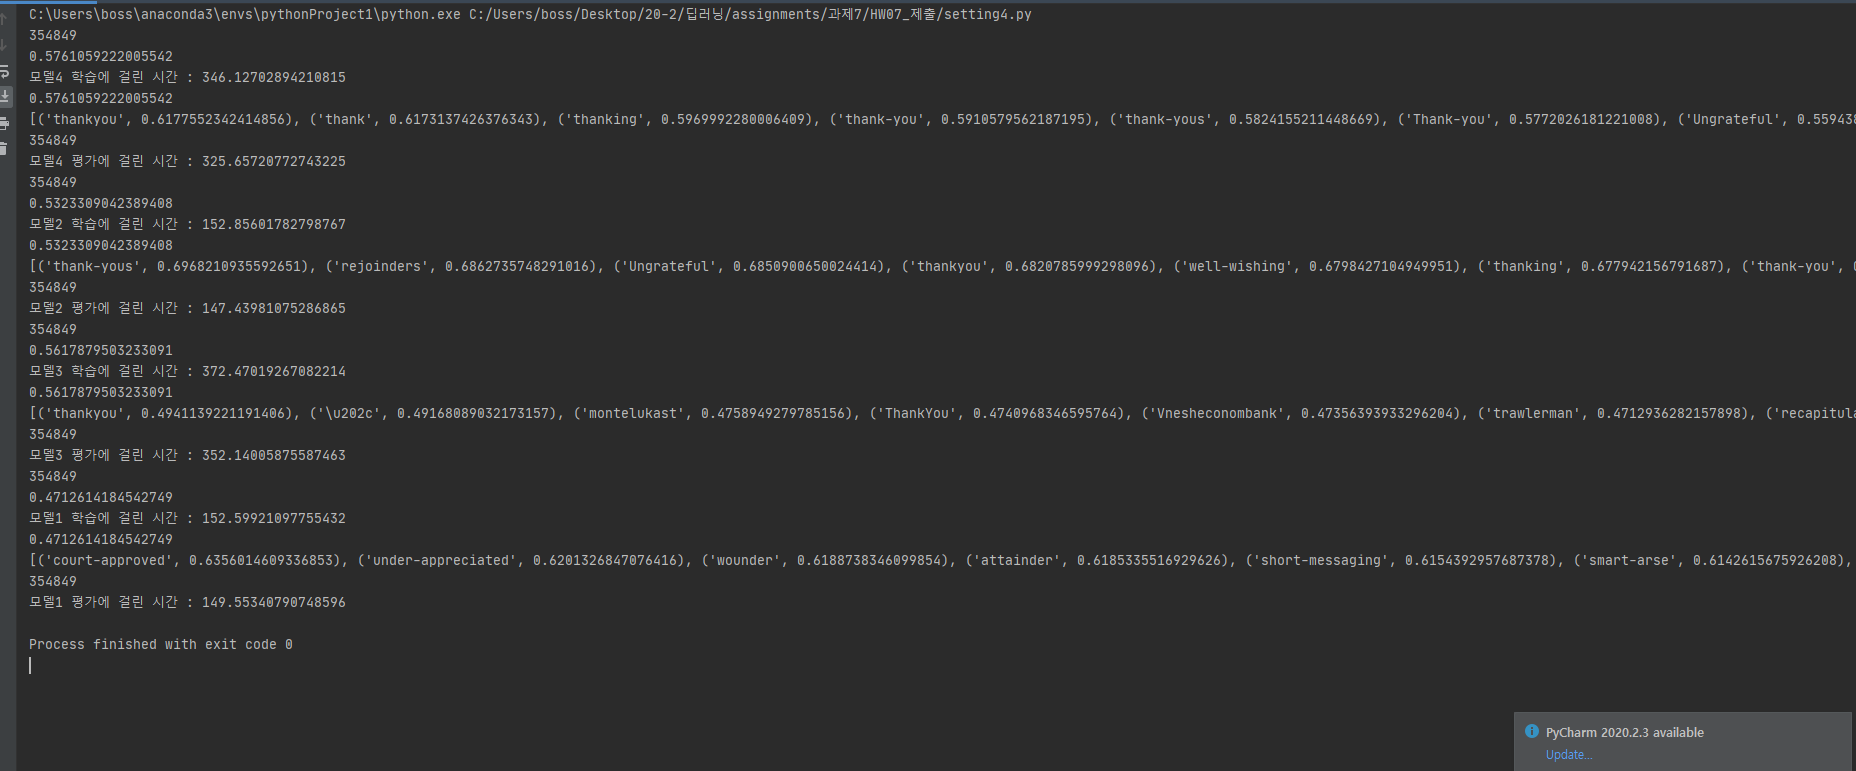 C:\Users\boss\anaconda3\envs\pythonProject1\python.exe C:/Users/boss/Desktop/20-2/딥러닝/assignments/과제7/HW07_제출/setting4.py
354849
0.5761059222005542
모델4 학습에 걸린 시간 : 346.12702894210815
0.5761059222005542
[('thankyou', 0.6177552342414856), ('thank', 0.6173137426376343), ('thanking', 0.5969992280006409), ('thank-you', 0.5910579562187195), ('thank-yous', 0.5824155211448669), ('Thank-you', 0.5772026181221008), ('Ungrateful', 0.559438
354849
모델4 평가에 걸린 시간 : 325.65720772743225
354849
0.5323309042389408
모델2 학습에 걸린 시간 : 152.85601782798767
0.5323309042389408
[('thank-yous', 0.6968210935592651), ('rejoinders', 0.6862735748291016), ('Ungrateful', 0.6850900650024414), ('thankyou', 0.6820785999298096), ('well-wishing', 0.6798427104949951), ('thanking', 0.677942156791687), ('thank-you',
354849
모델2 평가에 걸린 시간 : 147.43981075286865
354849
0.5617879503233091
모델3 학습에 걸린 시간 : 372.47019267082214
0.5617879503233091
[('thankyou', 0.4941139221191406), ('\u202c', 0.49168089032173157), ('montelukast', 0.4758949279785156), ('ThankYou', 0.4740968346595764), ('Vnesheconombank', 0.47356393933296204), ('trawlerman', 0.4712936282157898), ('recapitula
354849
모델3 평가에 걸린 시간 : 352.14005875587463
354849
0.4712614184542749
모델1 학습에 걸린 시간 : 152.59921097755432
0.4712614184542749
[('court-approved', 0.6356014609336853), ('under-appreciated', 0.6201326847076416), ('wounder', 0.6188738346099854), ('attainder', 0.6185335516929626), ('short-messaging', 0.6154392957687378), ('smart-arse', 0.6142615675926208),
354849
모델1 평가에 걸린 시간 : 149.55340790748596
Process finished with exit code 0
PyCharm 2020.2.3 available
Update...